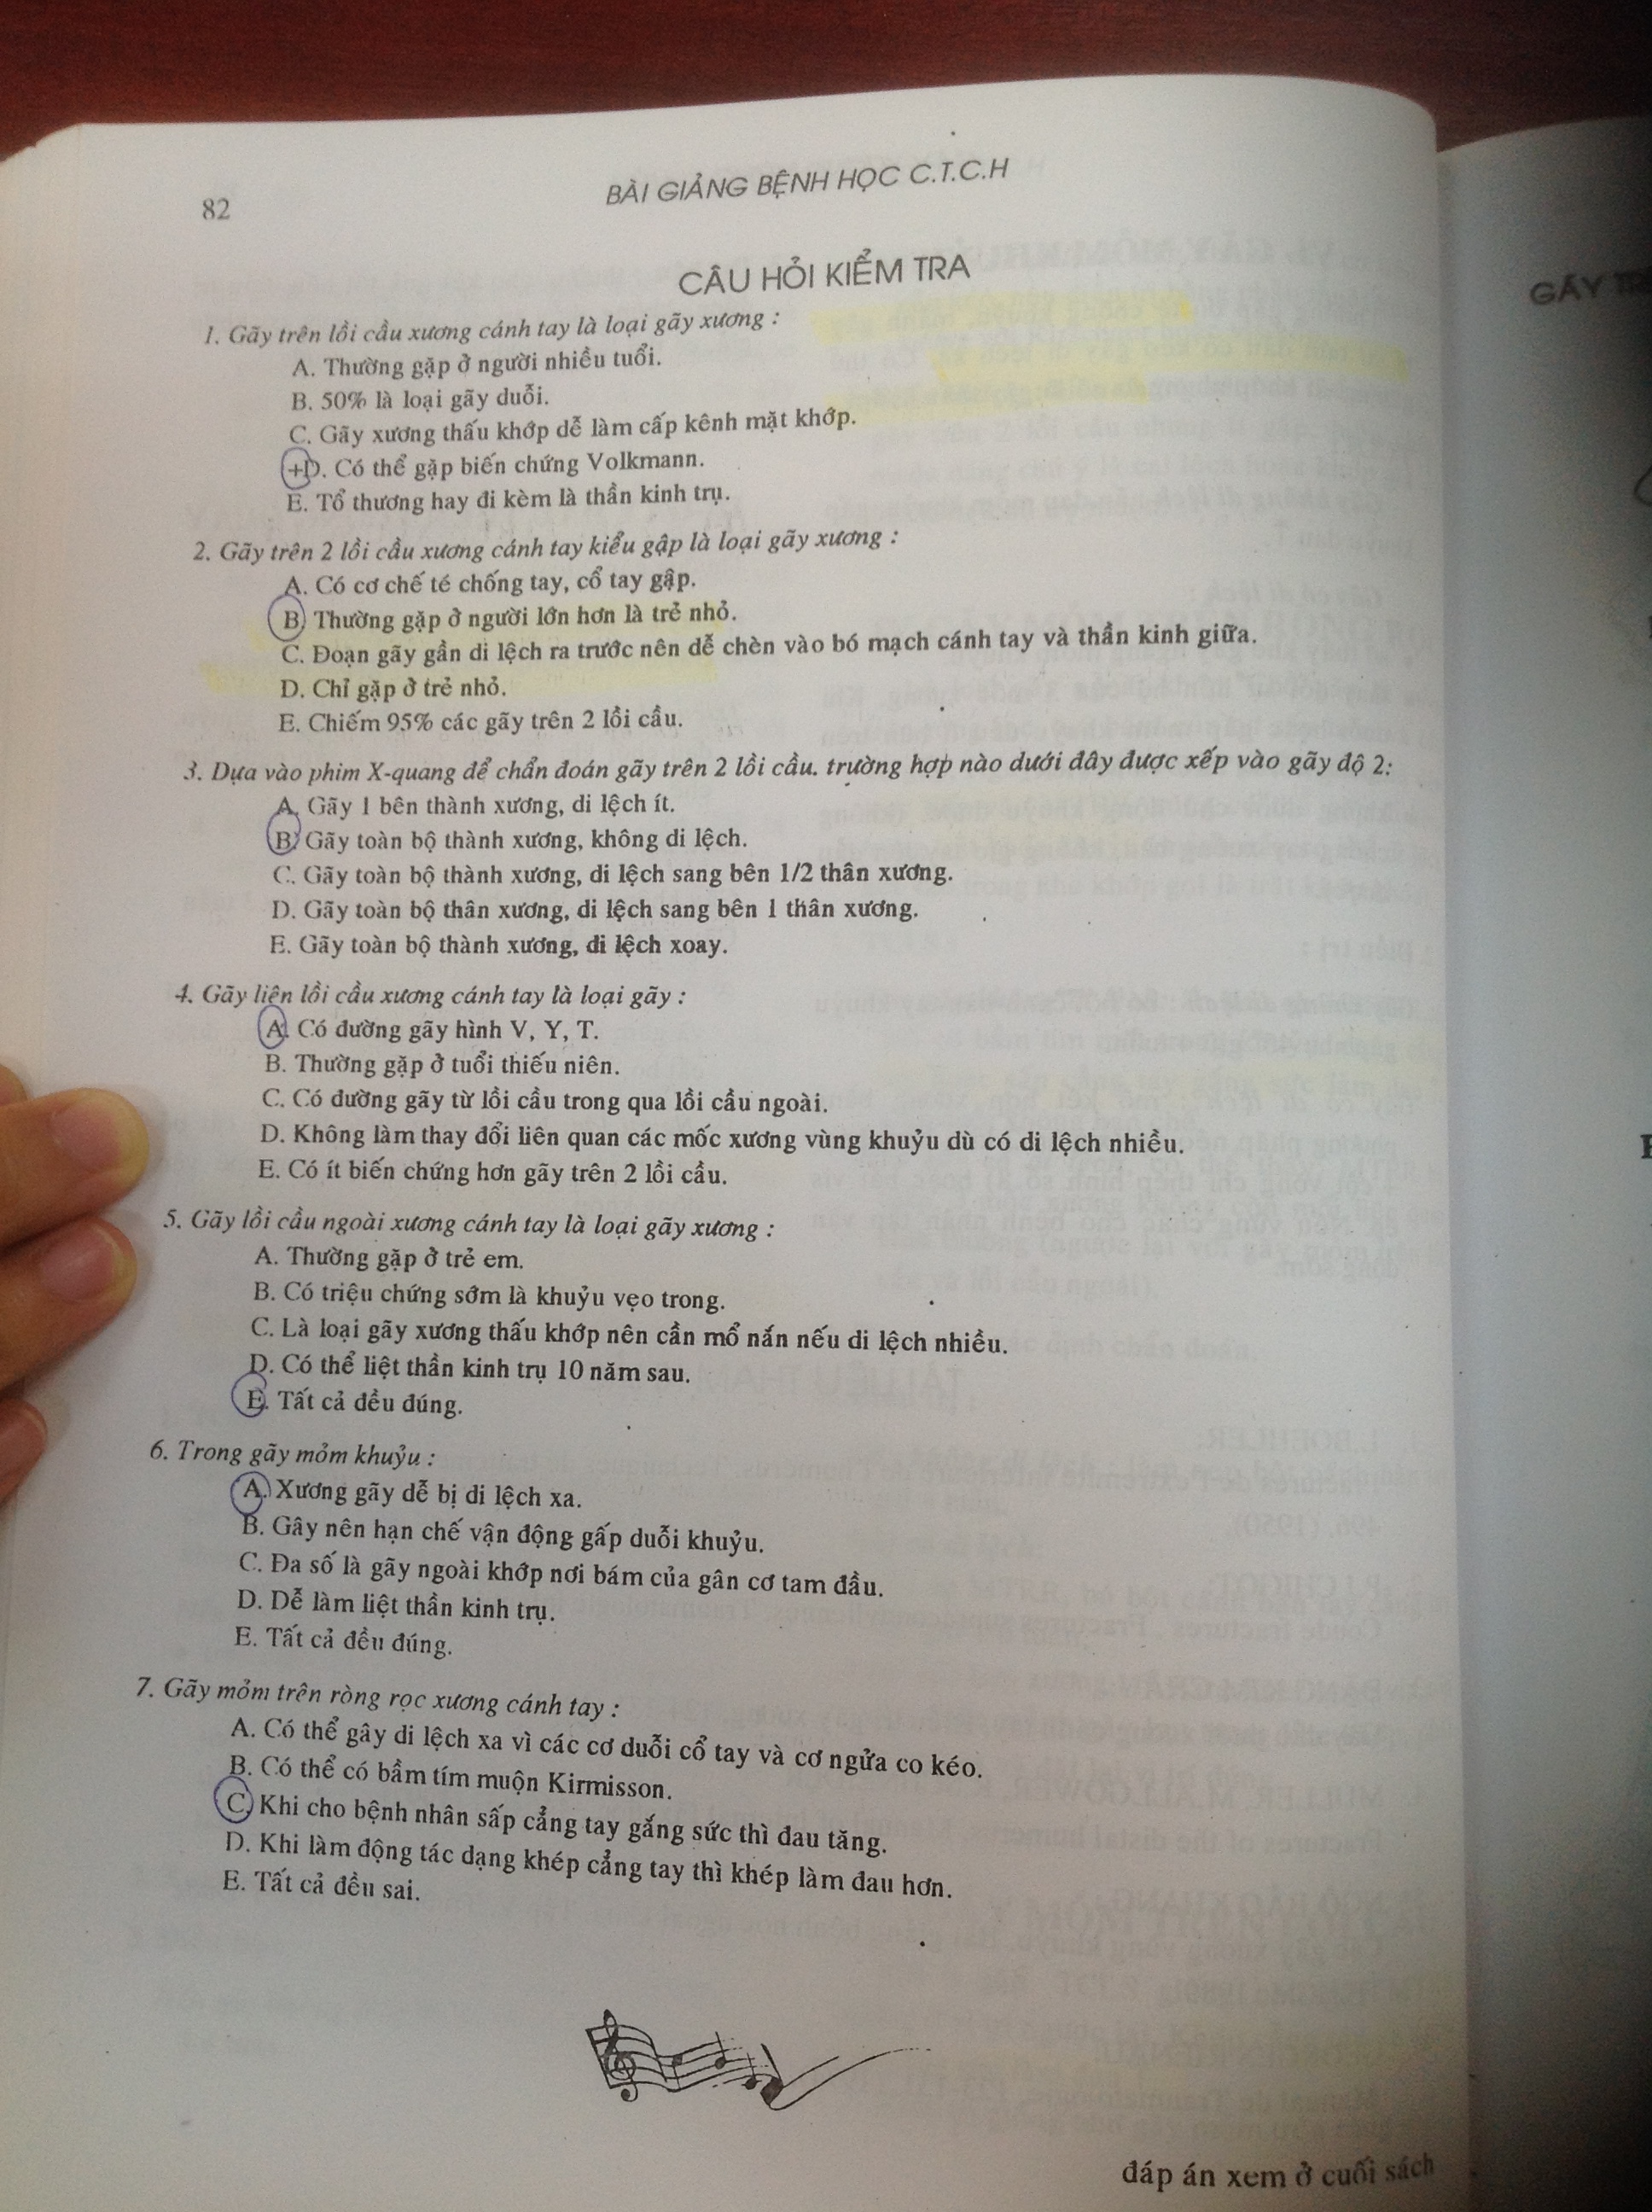 82
BÀI GIẢNG BỆNH HỌC C.T.C.H
CÂU HỎI KIỂM TRA
GÃY
1. Gãy trên lồi cầu xương cánh tay là loại gãy xương :
A. Thường gặp ở người nhiều tuổi.
B. 50% là loại gãy duỗi.
C. Gãy xương thấu khớp dễ làm cấp kênh mặt khớp.
+D. Có thể gặp biến chứng Volkmann.
E. Tổ thương hay đi kèm là thần kinh trụ.
2. Gãy trên 2 lồi cầu xương cánh tay kiểu gập là loại gãy xương :
A. Có cơ chế té chống tay, cổ tay gập.
B. Thường gặp ở người lớn hơn là trẻ nhỏ.
C. Đoạn gãy gần di lệch ra trước nên dễ chèn vào bó mạch cánh tay và thần kinh giữa.
D. Chỉ gặp ở trẻ nhỏ.
E. Chiếm 95% các gãy trên 2 lồi cầu.
3. Dựa vào phim X-quang để chẩn đoán gãy trên 2 lồi cầu. trường hợp nào dưới đây được xếp vào gãy độ 2:
A. Gãy 1 bên thành xương, di lệch ít.
B. Gãy toàn bộ thành xương, không di lệch.
C. Gãy toàn bộ thành xương, di lệch sang bên 1/2 thân xương.
D. Gãy toàn bộ thân xương, di lệch sang bên 1 thân xương.
E. Gãy toàn bộ thành xương, di lệch xoay.
4. Gãy liên lồi cầu xương cánh tay là loại gãy :
A. Có đường gãy hình V, Y, T.
B. Thường gặp ở tuổi thiếu niên.
C. Có đường gãy từ lồi cầu trong qua lồi cầu ngoài.
D. Không làm thay đổi liên quan các mốc xương vùng khuỷu dù có di lệch nhiều.
E. Có ít biến chứng hơn gãy trên 2 lồi cầu.
5. Gãy lồi cầu ngoài xương cánh tay là loại gãy xương :
A. Thường gặp ở trẻ em.
B. Có triệu chứng sớm là khuỷu vẹo trong.
C. Là loại gãy xương thấu khớp nên cần mổ nắn nếu di lệch nhiều.
D. Có thể liệt thần kinh trụ 10 năm sau.
E. Tất cả đều đúng.
6. Trong gãy mỏm khuỷu :
A. Xương gãy dễ bị di lệch xa.
B. Gây nên hạn chế vận động gấp duỗi khuỷu.
C. Đa số là gãy ngoài khớp nơi bám của gân cơ tam đầu.
D. Dễ làm liệt thần kinh trụ.
E. Tất cả đều đúng.
7. Gãy mỏm trên ròng rọc xương cánh tay :
A. Có thể gây di lệch xa vì các cơ duỗi cổ tay và cơ ngửa co kéo.
B. Có thể có bầm tím muộn Kirmisson.
C. Khi cho bệnh nhân sấp cẳng tay gắng sức thì đau tăng.
D. Khi làm động tác dạng khép cẳng tay thì khép làm đau hơn.
E. Tất cả đều sai.
đáp án xem ở cuối sách